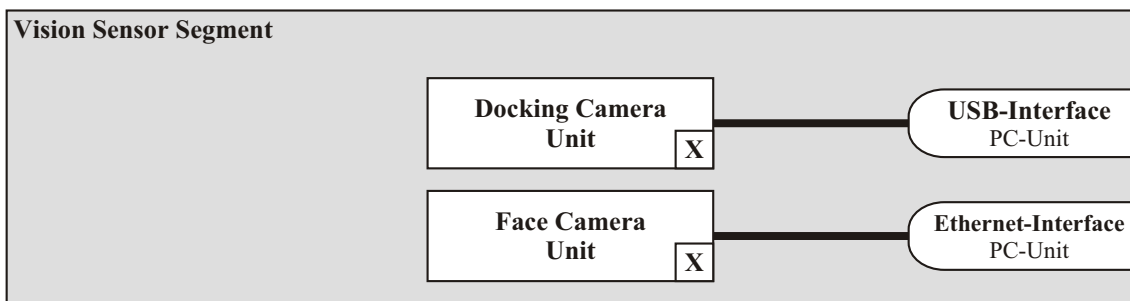 Vision Sensor Segment
Docking Camera
Unit
X
USB-Interface
PC-Unit
Face Camera
Unit
X
Ethernet-Interface
PC-Unit